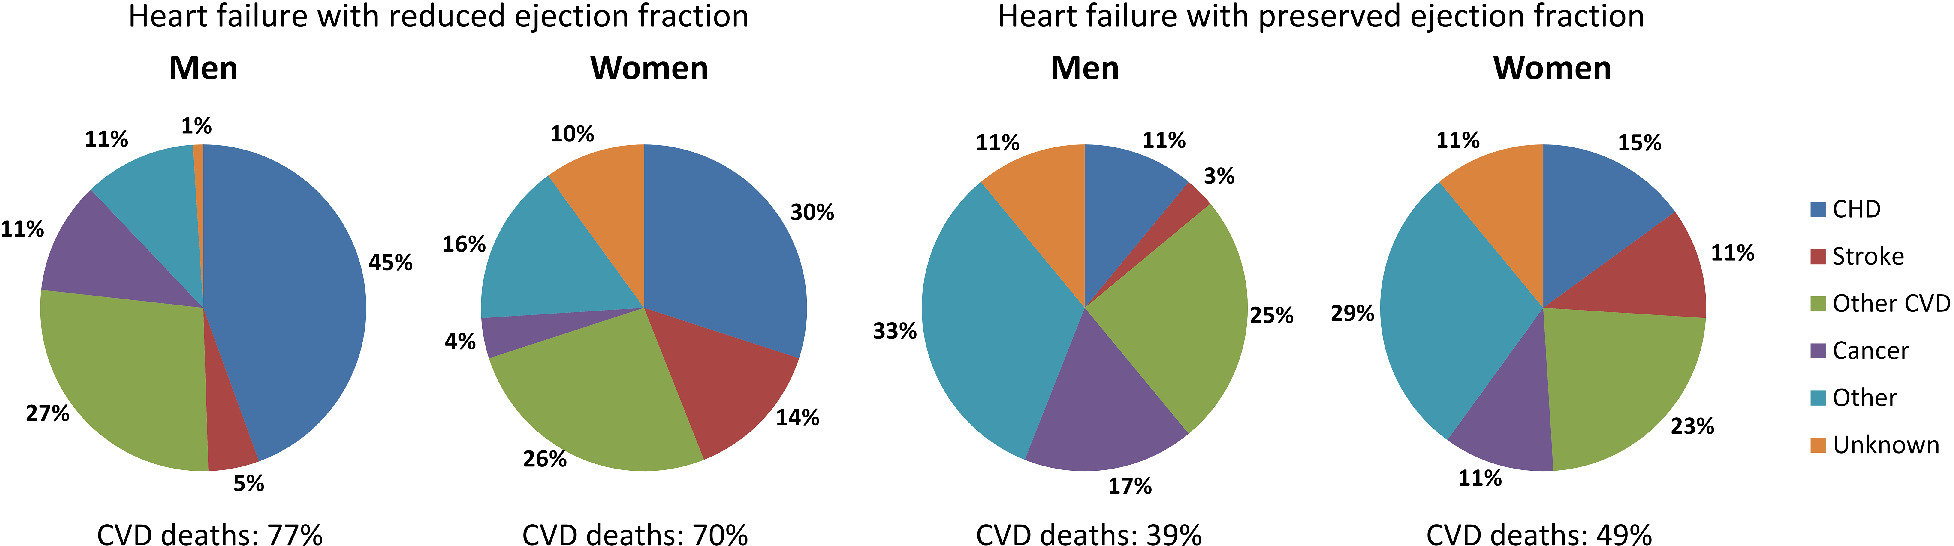 Heart failure with reduced ejection fraction
Men
Women
1%
11%
11%
45%
27%
5%
10%
30%
16%
4%
14%
26%
CVD deaths: 77%
CVD deaths: 70%
Heart failure with preserved ejection fraction
Men
Women
11%
11%
3%
25%
33%
17%
11%
15%
11%
29%
23%
11%
CVD deaths: 39%
CVD deaths: 49%
CHD
Stroke
Other CVD
Cancer
Other
Unknown